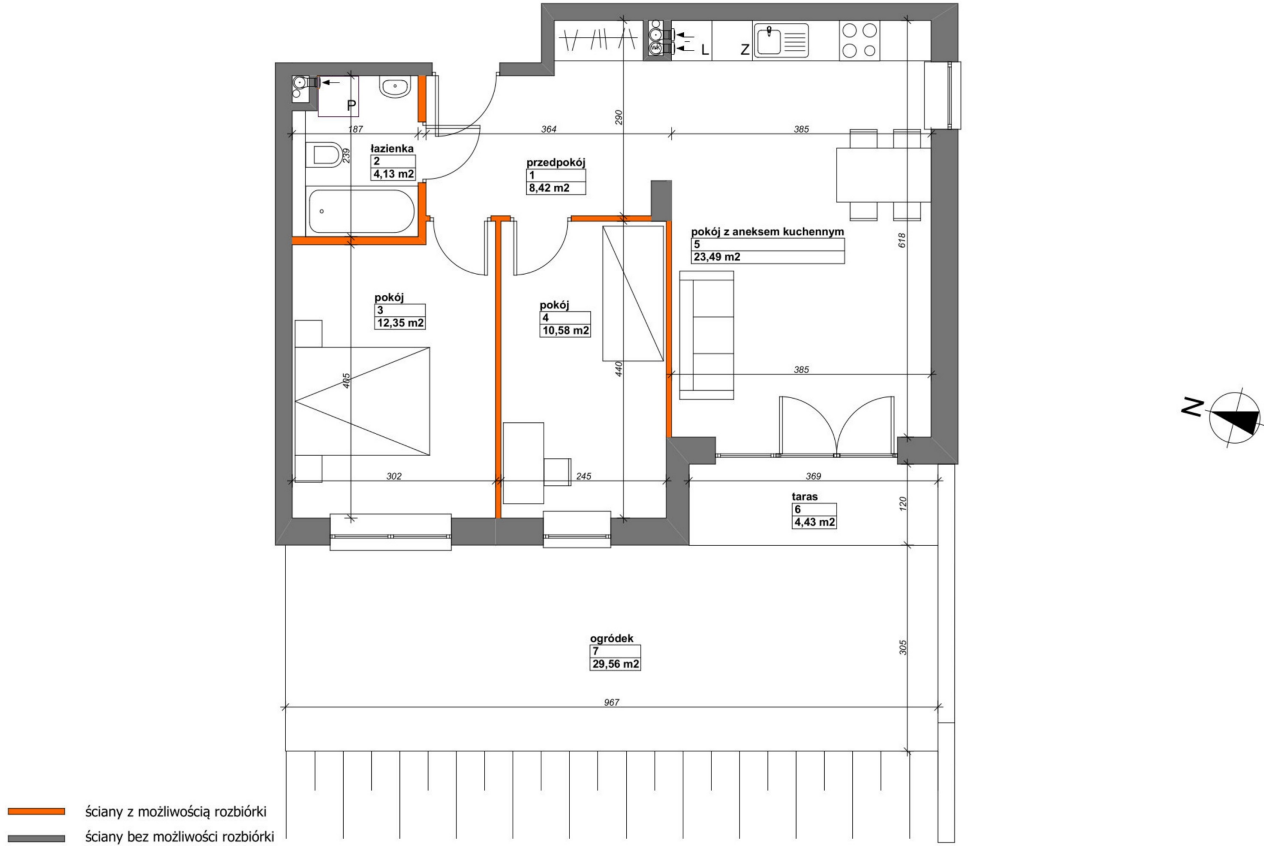 L
Z
P
187
364
290
385
239
łazienka
2
4,13 m2
przedpokój
1
8,42 m2
pokój z aneksem kuchennym
5
23,49 m2
618
pokój
3
12,35 m2
pokój
4
10,58 m2
440
385
405
N
302
245
369
taras
6
4,43 m2
120
ogródek
7
29,56 m2
305
967
ściany z możliwością rozbiórki
ściany bez możliwości rozbiórki